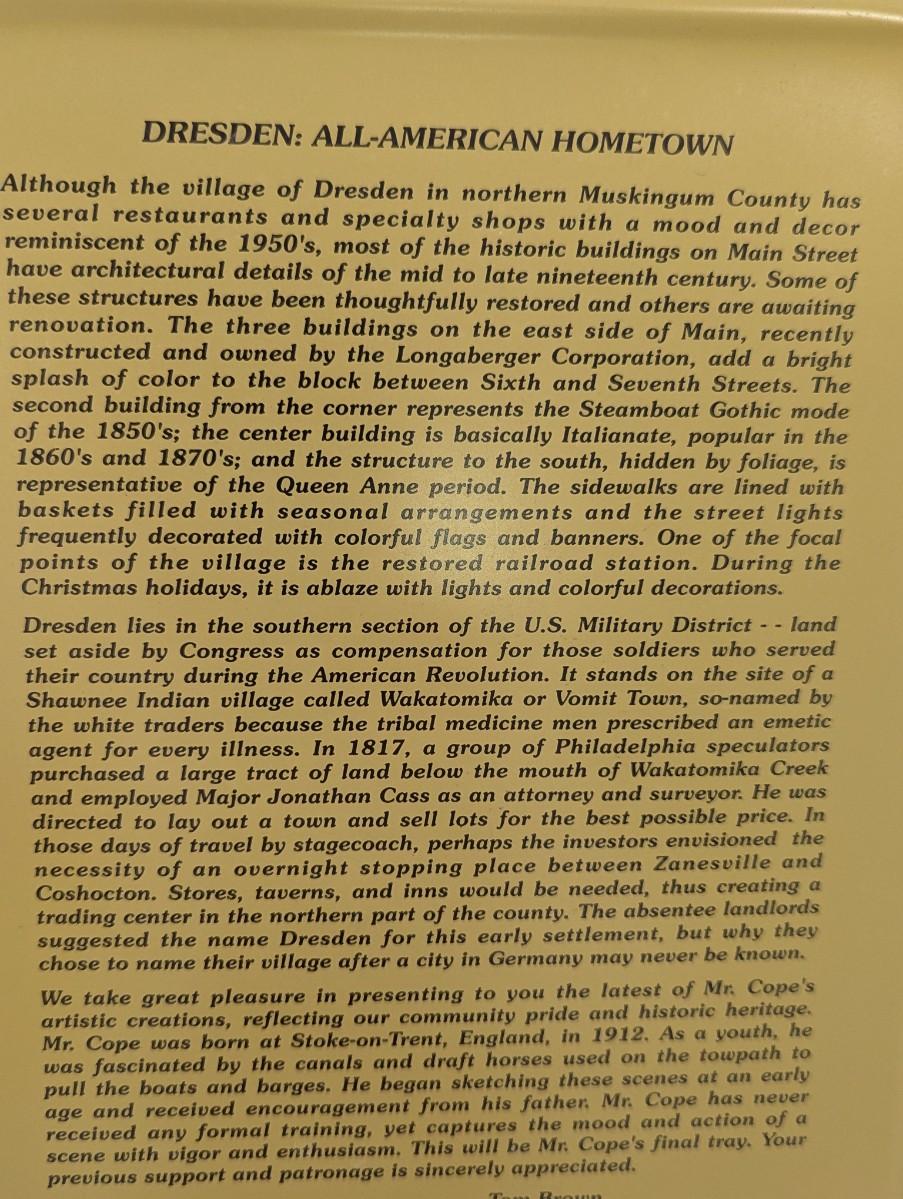 DRESDEN: ALL-AMERICAN HOMETOWN
Although the village of Dresden in northern Muskingum County has
several restaurants and specialty shops with a mood and decor
reminiscent of the 1950's, most of the historic buildings on Main Street
have architectural details of the mid to late nineteenth century. Some of
these structures have been thoughtfully restored and others are awaiting
renovation. The three buildings on the east side of Main, recently
constructed and owned by the Longaberger Corporation, add a bright
splash of color to the block between Sixth and Seventh Streets. The
second building from the corner represents the Steamboat Gothic mode
of the 1850's; the center building is basically Italianate, popular in the
1860's and 1870's; and the structure to the south, hidden by foliage, is
representative of the Queen Anne period. The sidewalks are lined with
baskets filled with seasonal arrangements and the street lights
frequently decorated with colorful flags and banners. One of the focal
points of the village is the restored railroad station. During the
Christmas holidays, it is ablaze with lights and colorful decorations.
Dresden lies in the southern section of the U.S. Military District - - land
set aside by Congress as compensation for those soldiers who served
their country during the American Revolution. It stands on the site of a
Shawnee Indian village called Wakatomika or Vomit Town, so-named by
the white traders because the tribal medicine men prescribed an emetic
agent for every illness. In 1817, a group of Philadelphia speculators
purchased a large tract of land below the mouth of Wakatomika Creek
and employed Major Jonathan Cass as an attorney and surveyor. He was
directed to lay out a town and sell lots for the best possible price. In
those days of travel by stagecoach, perhaps the investors envisioned the
necessity of an overnight stopping place between Zanesville and
Coshocton. Stores, taverns, and inns would be needed, thus creating a
trading center in the northern part of the county. The absentee landlords
suggested the name Dresden for this early settlement, but why they
chose to name their village after a city in Germany may never be known.
We take great pleasure in presenting to you the latest of Mr. Cope's
artistic creations, reflecting our community pride and historic heritage.
Mr. Cope was born at Stoke-on-Trent, England, in 1912. As a youth, he
was fascinated by the canals and draft horses used on the towpath to
pull the boats and barges. He began sketching these scenes at an early
age and received encouragement from his father. Mr. Cope has never
received any formal training, yet captures the mood and action of a
scene with vigor and enthusiasm. This will be Mr. Cope's final tray. Your
previous support and patronage is sincerely appreciated.
Tom Brown